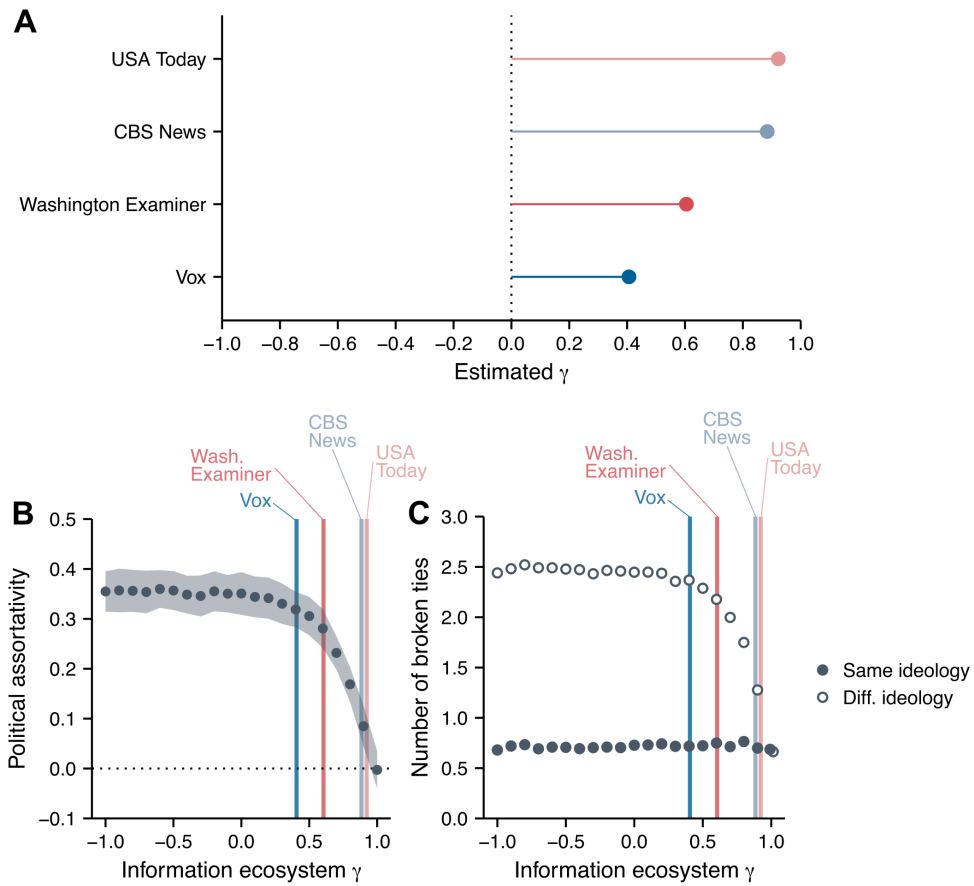 A
USA Today
CBS News
Washington Examiner
Vox
−1.0 −0.8 −0.6 −0.4 −0.2 0.0 0.2 0.4 0.6 0.8 1.0
Estimated γ
B
CBS
News
Wash.
Examiner
USA
Today
Vox
0.5
0.4
0.3
0.2
0.1
0.0
−0.1
Political assortativity
−1.0 −0.5 0.0 0.5 1.0
Information ecosystem γ
C
CBS
News
Wash.
Examiner
USA
Today
Vox
3.0
2.5
2.0
1.5
1.0
0.5
0.0
Number of broken ties
−1.0 −0.5 0.0 0.5 1.0
Information ecosystem γ
Same ideology
Diff. ideology